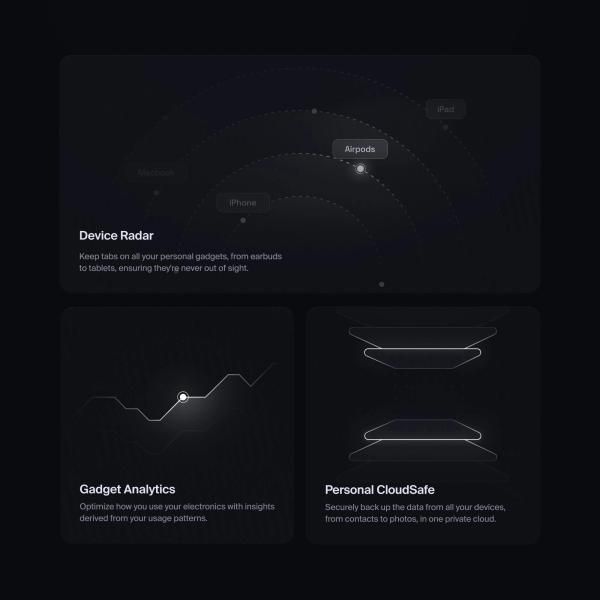 iPad
Airpods
Macbook
iPhone
Device Radar
Keep tabs on all your personal gadgets, from earbuds
to tablets, ensuring they're never out of sight.
Gadget Analytics
Optimize how you use your electronics with insights
derived from your usage patterns.
Personal CloudSafe
Securely back up the data from all your devices,
from contacts to photos, in one private cloud.